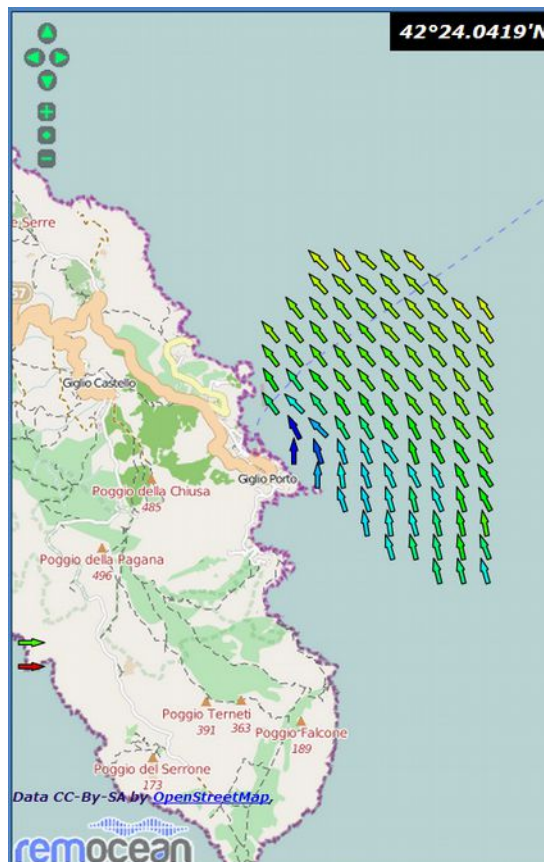 42°24.0419'N
e Serre
57
Giglio Castello
Giglio Porto
Poggio della Chiusa
485
Poggio della Pagana
496
Poggio Terneti
391
363
Poggio Falcone
189
Poggio del Serrone
173
Data CC-By-SA by OpenStreetMap,
remocean